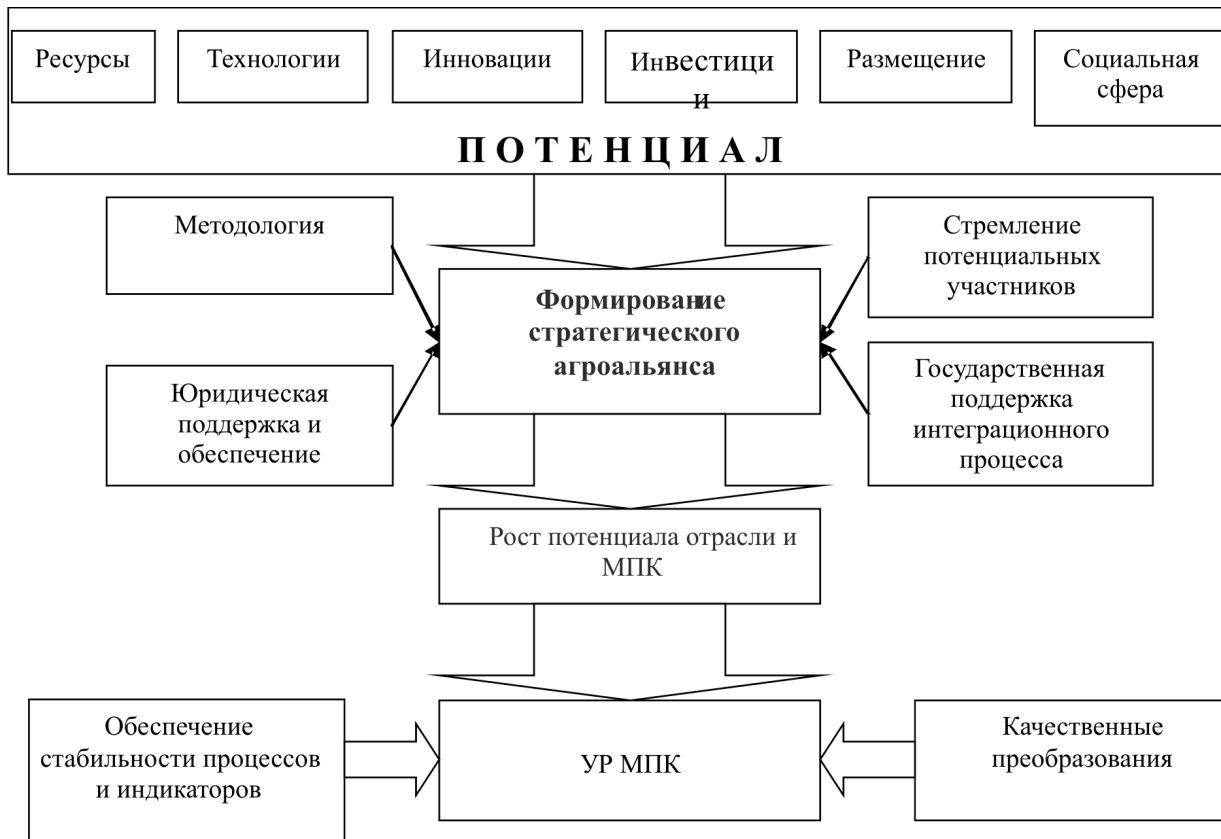 Ресурсы
Технологии
Инновации
Инвестици
и
Размещение
Социальная
сфера
П О Т Е Н Ц И А Л
Методология
Стремление
потенциальных
участников
Формирование
стратегического
агроальянса
Юридическая
поддержка и
обеспечение
Государственная
поддержка
интеграционного
процесса
Рост потенциала отрасли и
МПК
Обеспечение
стабильности процессов
и индикаторов
УР МПК
Качественные
преобразования